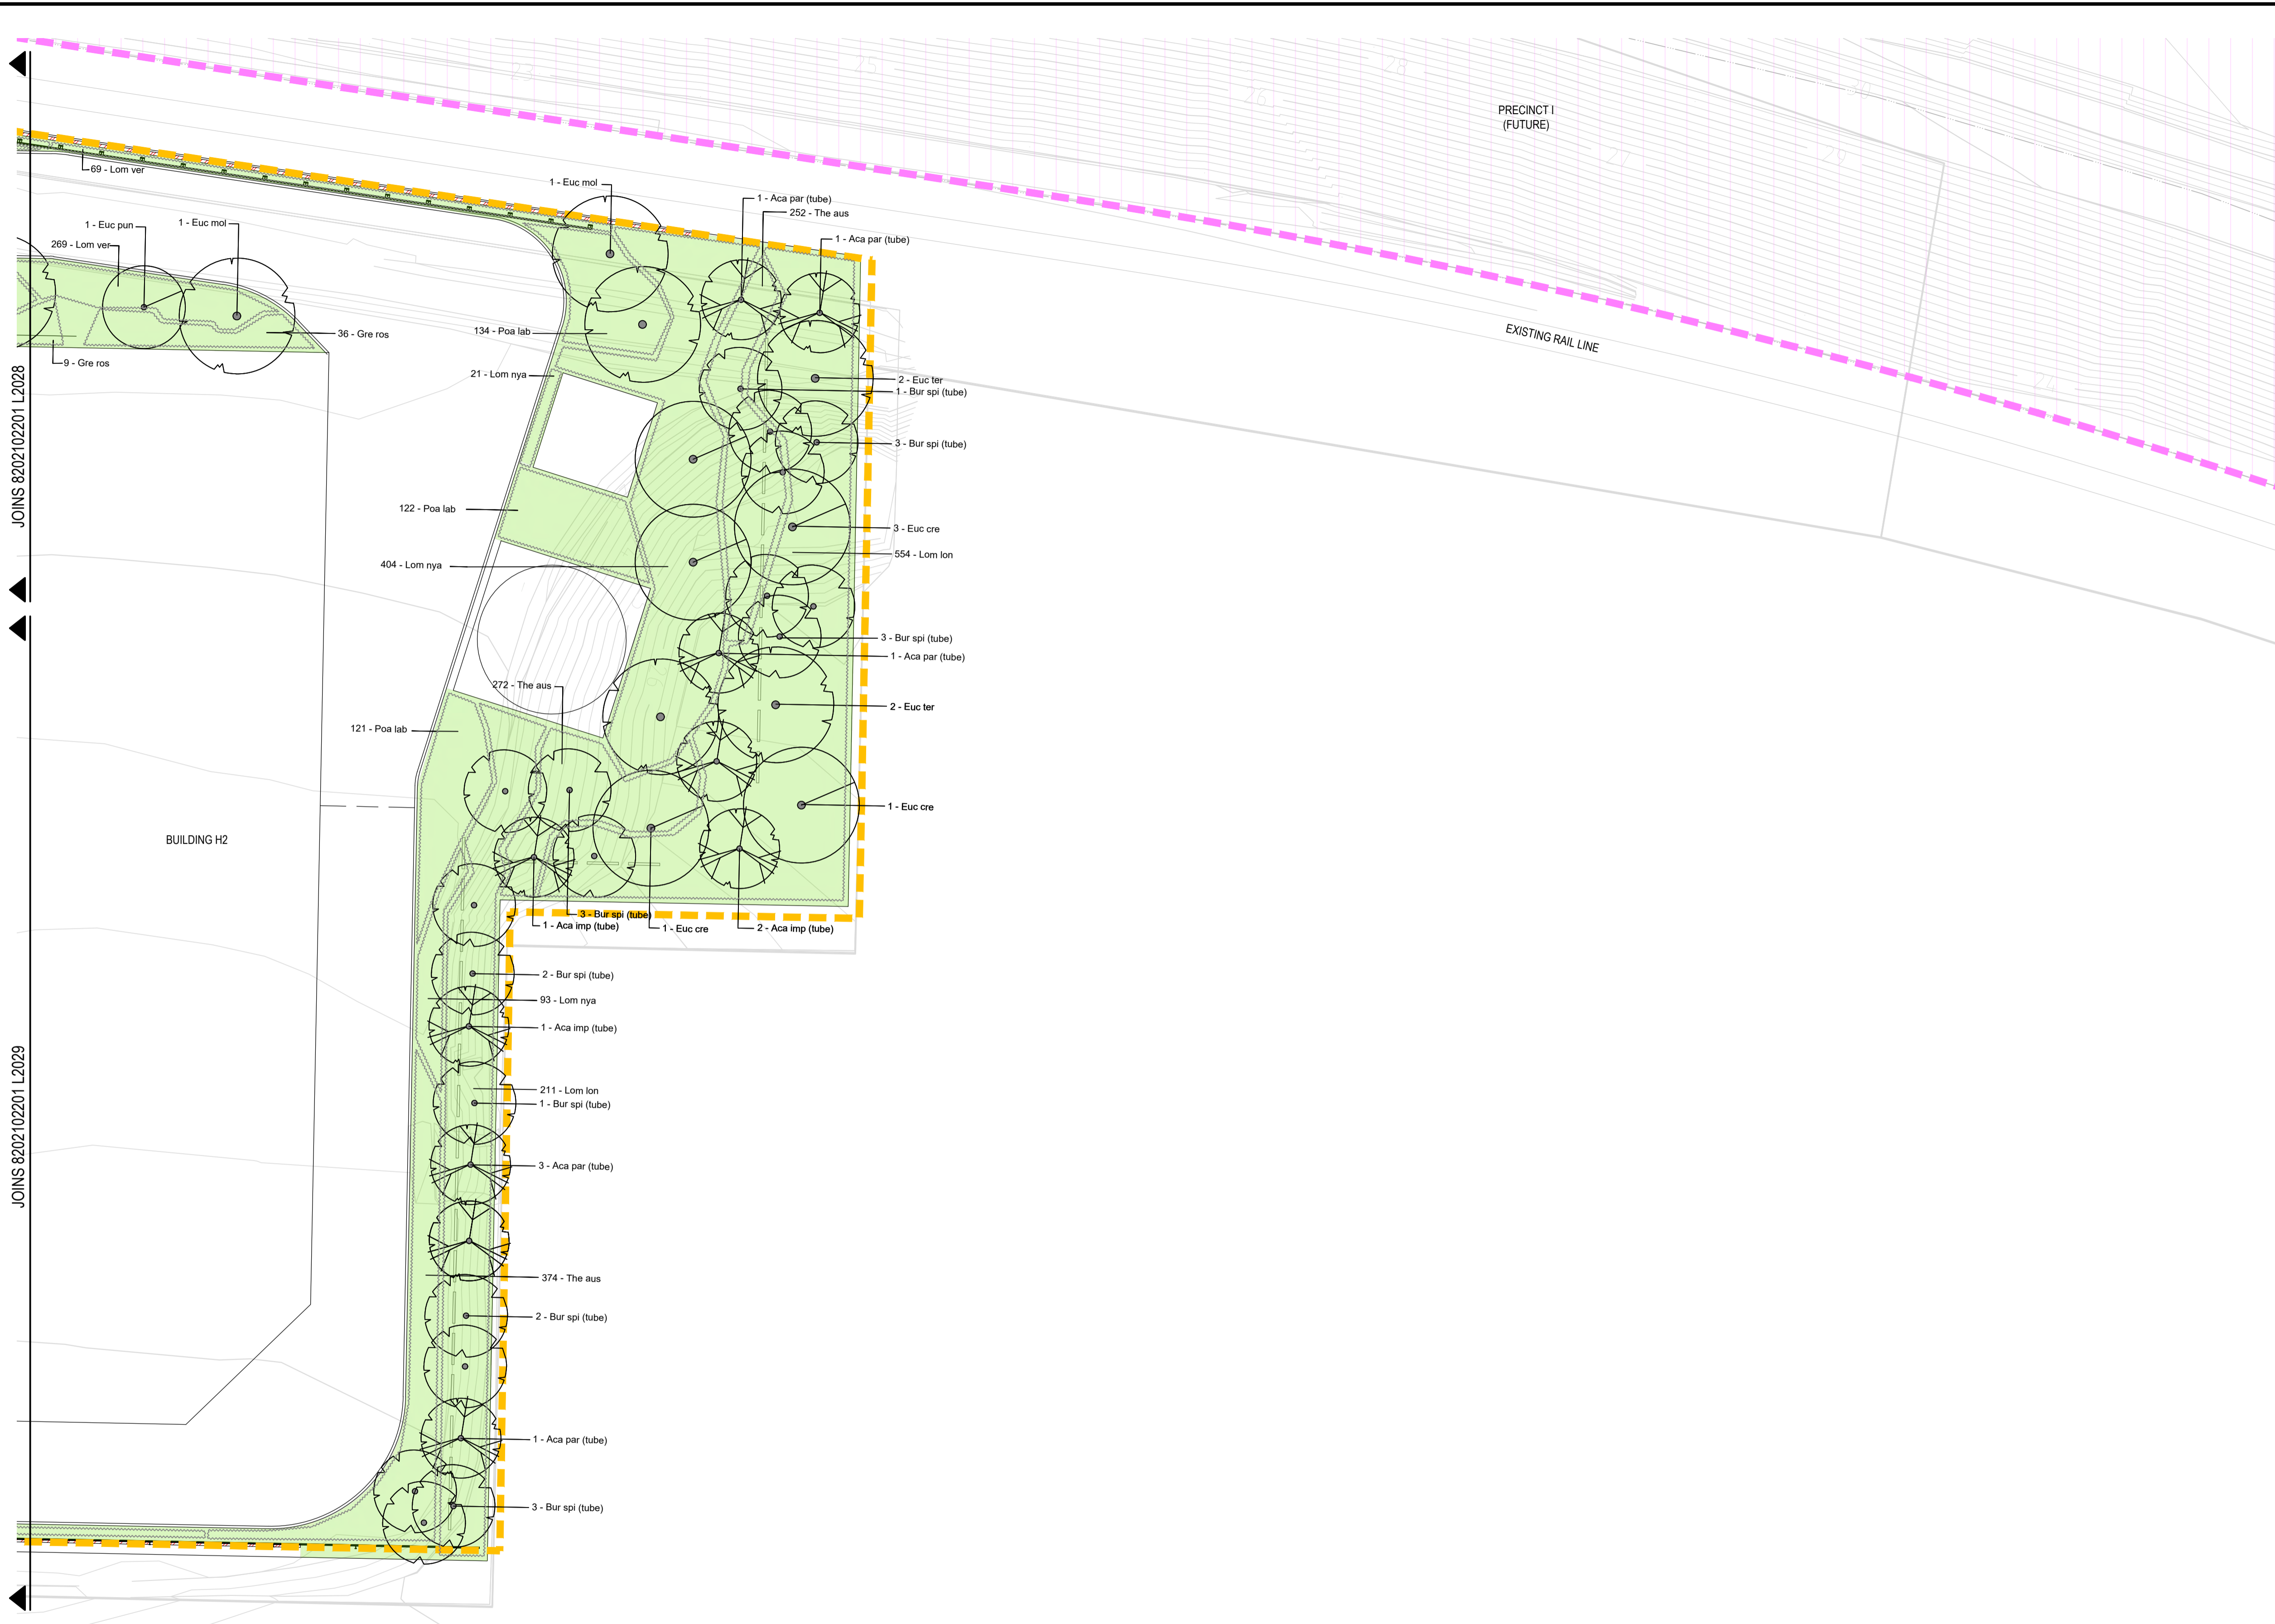 PRECINCT I
(FUTURE)
EXISTING RAIL LINE
69 - Lom ver
1 - Euc mol
1 - Aca par (tube)
252 - The aus
1 - Euc pun
1 - Euc mol
269 - Lom ver
1 - Aca par (tube)
134 - Poa lab
36 - Gre ros
9 - Gre ros
21 - Lom nya
2 - Euc ter
1 - Bur spi (tube)
3 - Bur spi (tube)
JOINS 82021022201 L2028
122 - Poa lab
3 - Euc cre
554 - Lom lon
404 - Lom nya
3 - Bur spi (tube)
1 - Aca par (tube)
272 - The aus
2 - Euc ter
121 - Poa lab
1 - Euc cre
BUILDING H2
3 - Bur spi (tube)
1 - Aca imp (tube)
1 - Euc cre
2 - Aca imp (tube)
2 - Bur spi (tube)
93 - Lom nya
1 - Aca imp (tube)
211 - Lom lon
1 - Bur spi (tube)
JOINS 82021022201 L2029
3 - Aca par (tube)
374 - The aus
2 - Bur spi (tube)
1 - Aca par (tube)
3 - Bur spi (tube)